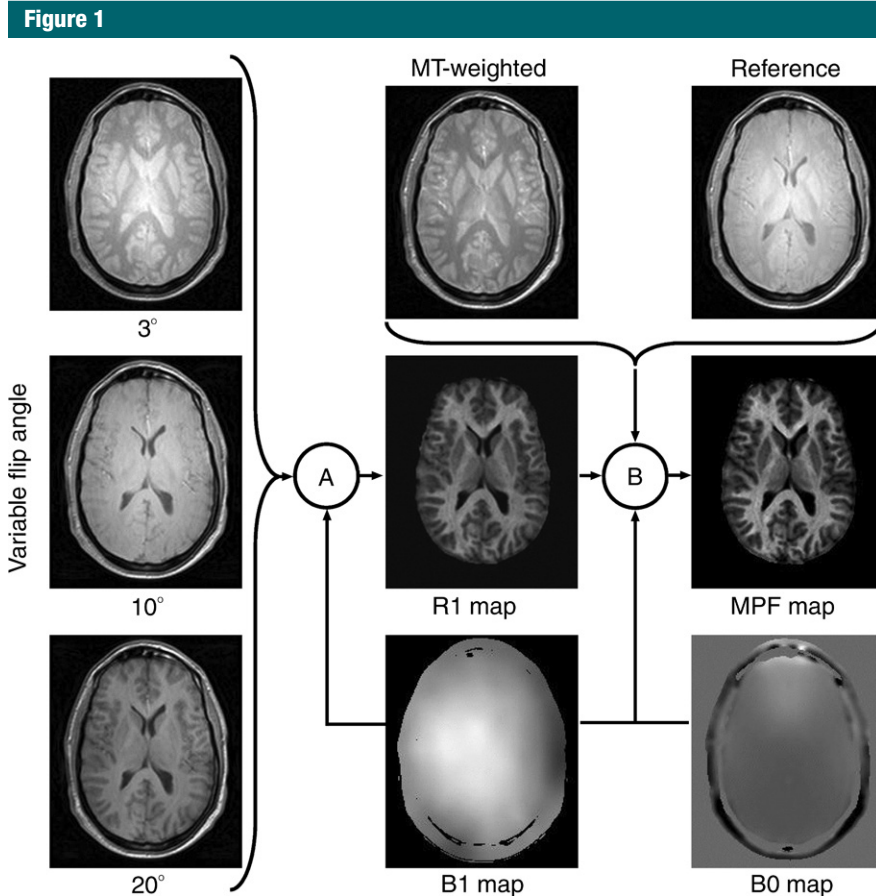 Figure 1
MT-weighted
Reference
3°
Variable flip angle
A
B
10°
R1 map
MPF map
20°
B1 map
B0 map